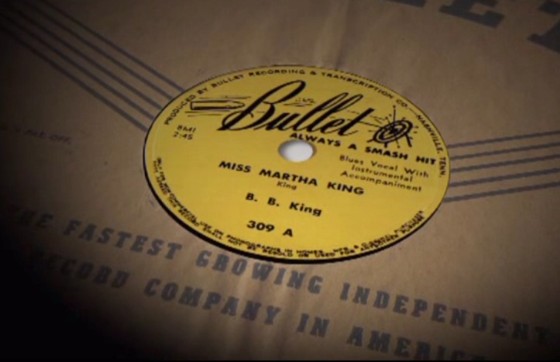 PRODUCED BY BULLET RECORDING & TRANSCRIPTION CO., NASHVILLE, TENN.
Bullet
ALWAYS A SMASH HIT
BMI
2:45
Blues Vocal With
Instrumental
Accompaniment
MISS MARTHA KING
King
B. B. King
309 A
THE FASTEST GROWING INDEPENDENT
RECORD COMPANY IN AMERICA